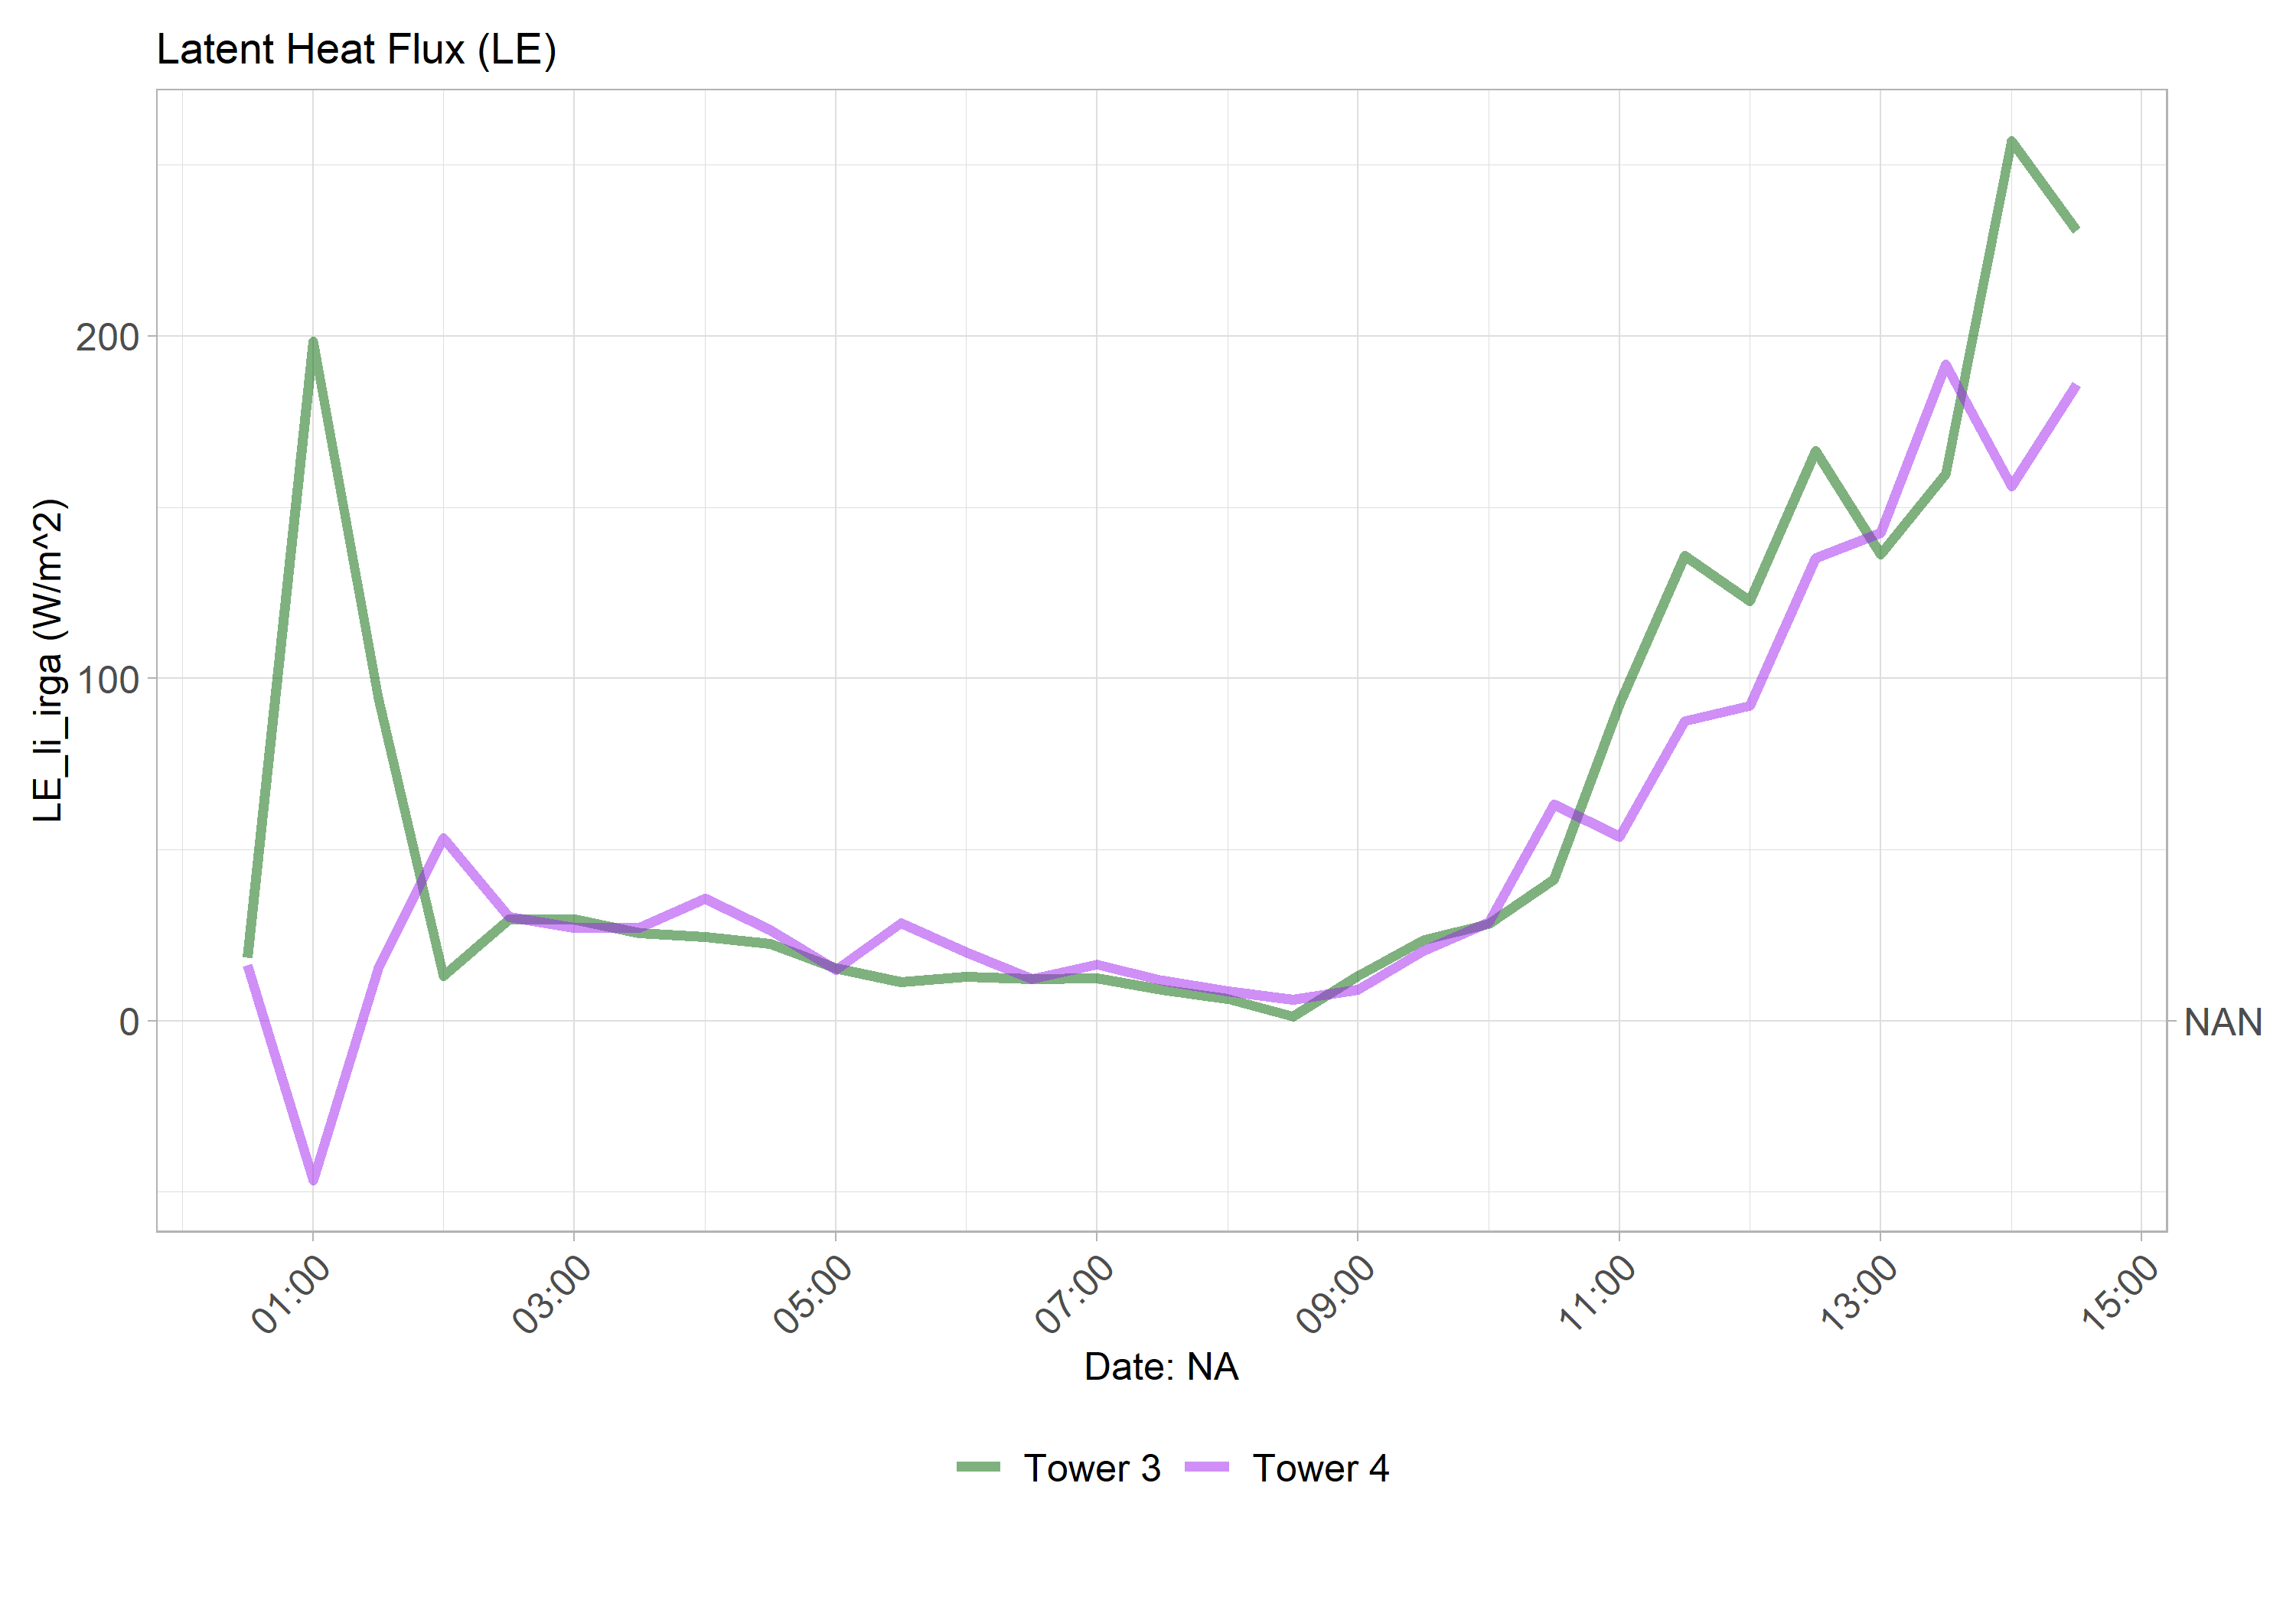 Latent Heat Flux (LE)
LE_li_irga (W/m^2)
200
100
0
NAN
01:00
03:00
05:00
07:00
09:00
11:00
13:00
15:00
Date: NA
Tower 3
Tower 4